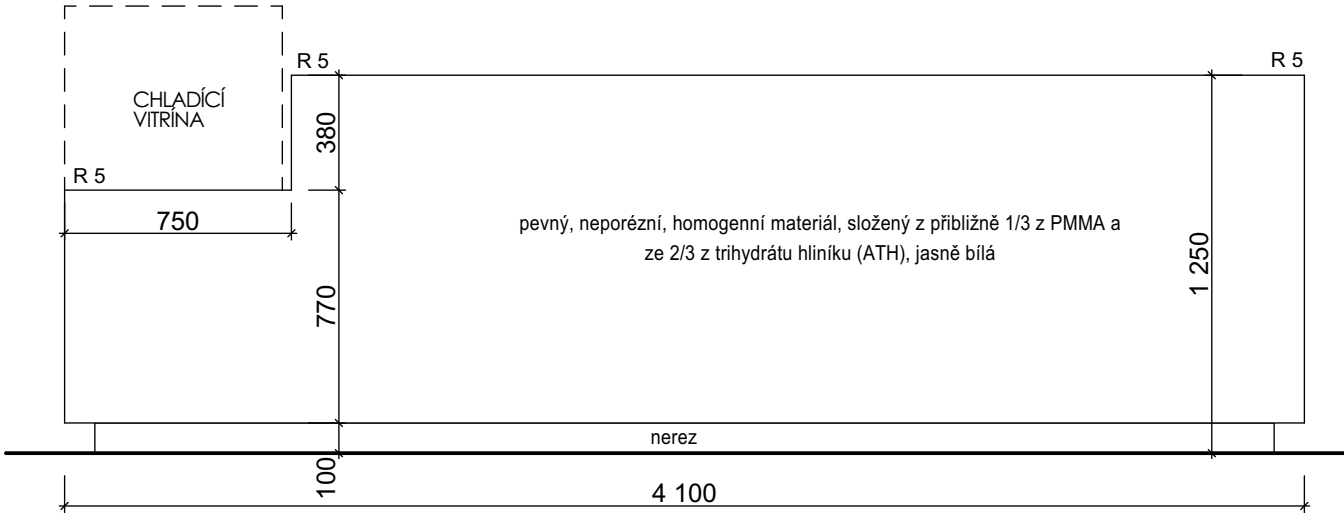 R 5
R 5
CHLADÍCÍ
VITRÍNA
380
R 5
750
pevný, neporézní, homogenní materiál, složený z přibližně 1/3 z PMMA a
ze 2/3 z trihydrátu hliníku (ATH), jasně bílá
1 250
770
nerez
100
4 100